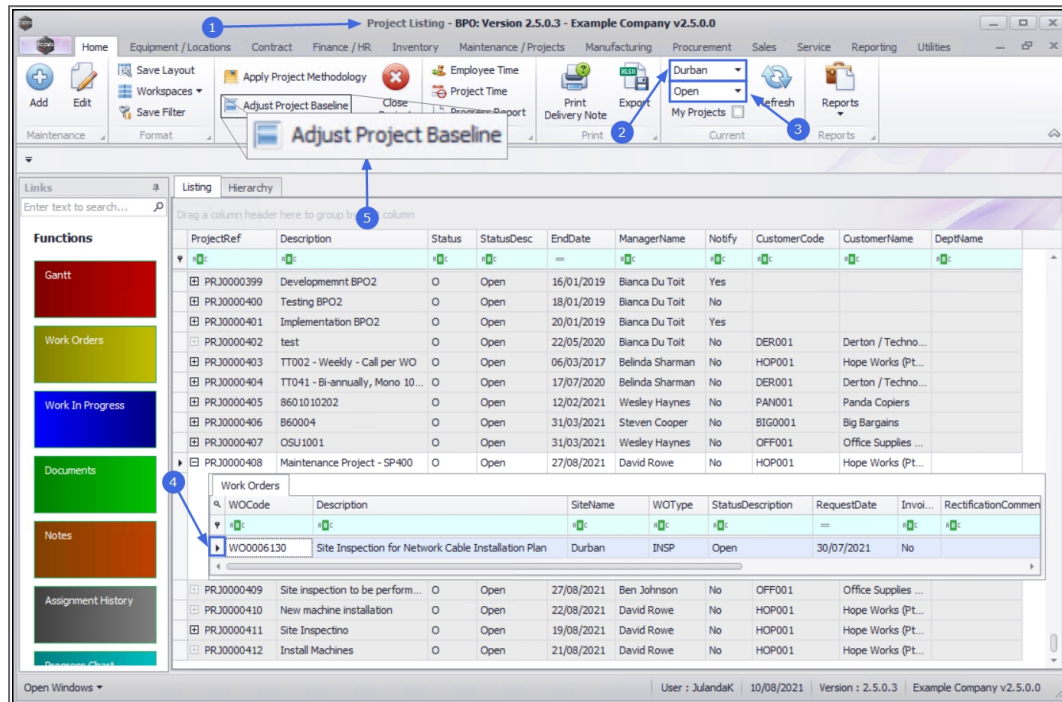 Project Listing - BPO: Version 2.5.0.3 - Example Company v2.5.0.0
1
Home Equipment / Locations Contract Finance / HR Inventory Maintenance / Projects Manufacturing Procurement Sales Service Reporting Utilities
Add
Edit
Maintenance
Save Layout
Workspaces
Save Filter
Format
Apply Project Methodology
Adjust Project Baseline
Close
Employee Time
Project Time
Progress Report
Adjust Project Baseline
5
Print
Delivery Note
Export
Print
2
Durban
Open
My Projects
Refresh
Current
3
Reports
Reports
Links
Enter text to search...
Functions
Gantt
Work Orders
Work In Progress
Documents
Notes
Assignment History
Progress Chart
Listing Hierarchy
Drag a column header here to group by column
ProjectRef Description Status StatusDesc EndDate ManagerName Notify CustomerCode CustomerName DeptName
PRJ0000399 Developmemnt BPO2 O Open 16/01/2019 Bianca Du Toit Yes
PRJ0000400 Testing BPO2 O Open 18/01/2019 Bianca Du Toit No
PRJ0000401 Implementation BPO2 O Open 20/01/2019 Bianca Du Toit Yes
PRJ0000402 test O Open 22/05/2020 Bianca Du Toit No DER001 Derton / Techno...
PRJ0000403 TT002 - Weekly - Call per WO O Open 06/03/2017 Belinda Sharman No HOP001 Hope Works (Pt...
PRJ0000404 TT041 - Bi-annually, Mono 10... O Open 17/07/2020 Belinda Sharman No DER001 Derton / Techno...
PRJ0000405 8601010202 O Open 12/02/2021 Wesley Haynes No PAN001 Panda Copiers
PRJ0000406 B60004 O Open 31/03/2021 Steven Cooper No BIG0001 Big Bargains
PRJ0000407 OSU1001 O Open 31/03/2021 Wesley Haynes No OFF001 Office Supplies ...
PRJ0000408 Maintenance Project - SP400 O Open 27/08/2021 David Rowe No HOP001 Hope Works (Pt...
4
Work Orders
WOCode Description SiteName WOType StatusDescription RequestDate Invoi... RectificationCommen
WO0006130 Site Inspection for Network Cable Installation Plan Durban INSP Open 30/07/2021 No
PRJ0000409 Site inspection to be perform... O Open 27/08/2021 Ben Johnson No OFF001 Office Supplies ...
PRJ0000410 New machine installation O Open 22/08/2021 David Rowe No HOP001 Hope Works (Pt...
PRJ0000411 Site Inspectino O Open 19/08/2021 David Rowe No HOP001 Hope Works (Pt...
PRJ0000412 Install Machines O Open 21/08/2021 David Rowe No HOP001 Hope Works (Pt...
Open Windows User : JulandaK 10/08/2021 Version : 2.5.0.3 Example Company v2.5.0.0